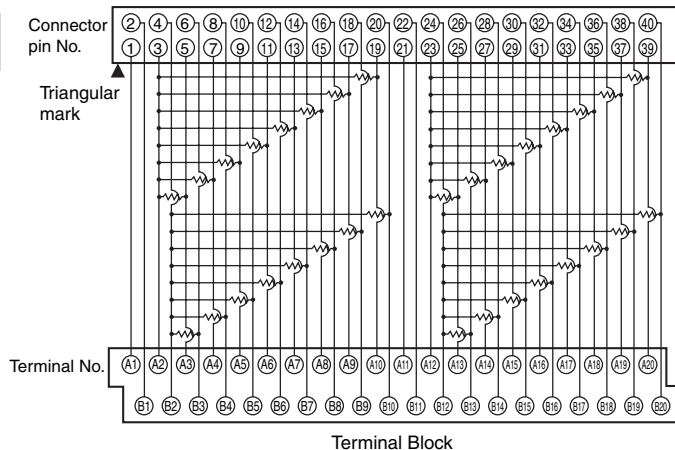 Connector pin No.
② ④ ⑥ ⑧ ⑩ ⑫ ⑭ ⑯ ⑱ ⑳ ㉒ ㉔ ㉖ ㉘ ㉚ ㉜ ㉞ ㊱ ㊳ ㊵
① ③ ⑤ ⑦ ⑨ ⑪ ⑬ ⑮ ⑰ ⑲ ㉑ ㉓ ㉕ ㉗ ㉙ ㉛ ㉝ ㉟ ㊲ ㊴
Triangular
mark
Terminal No.
A1 A2 A3 A4 A5 A6 A7 A8 A9 A10 A11 A12 A13 A14 A15 A16 A17 A18 A19 A20
B1 B2 B3 B4 B5 B6 B7 B8 B9 B10 B11 B12 B13 B14 B15 B16 B17 B18 B19 B20
Terminal Block